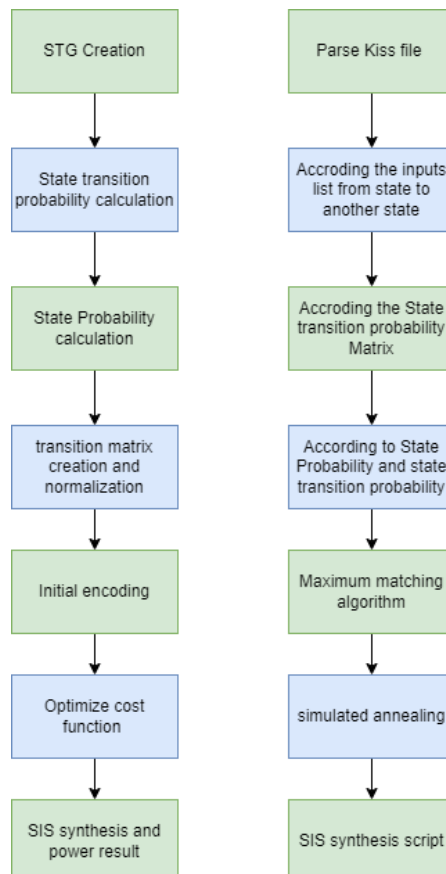 STG Creation
State transition
probability calculation
State Probability
calculation
transition matrix
creation and
normalization
Initial encoding
Optimize cost
function
SIS synthesis and
power result
Parse Kiss file
Accroding the inputs
list from state to
another state
Accroding the State
transition probability
Matrix
According to State
Probability and state
transition probability
Maximum matching
algorithm
simulated annealing
SIS synthesis script